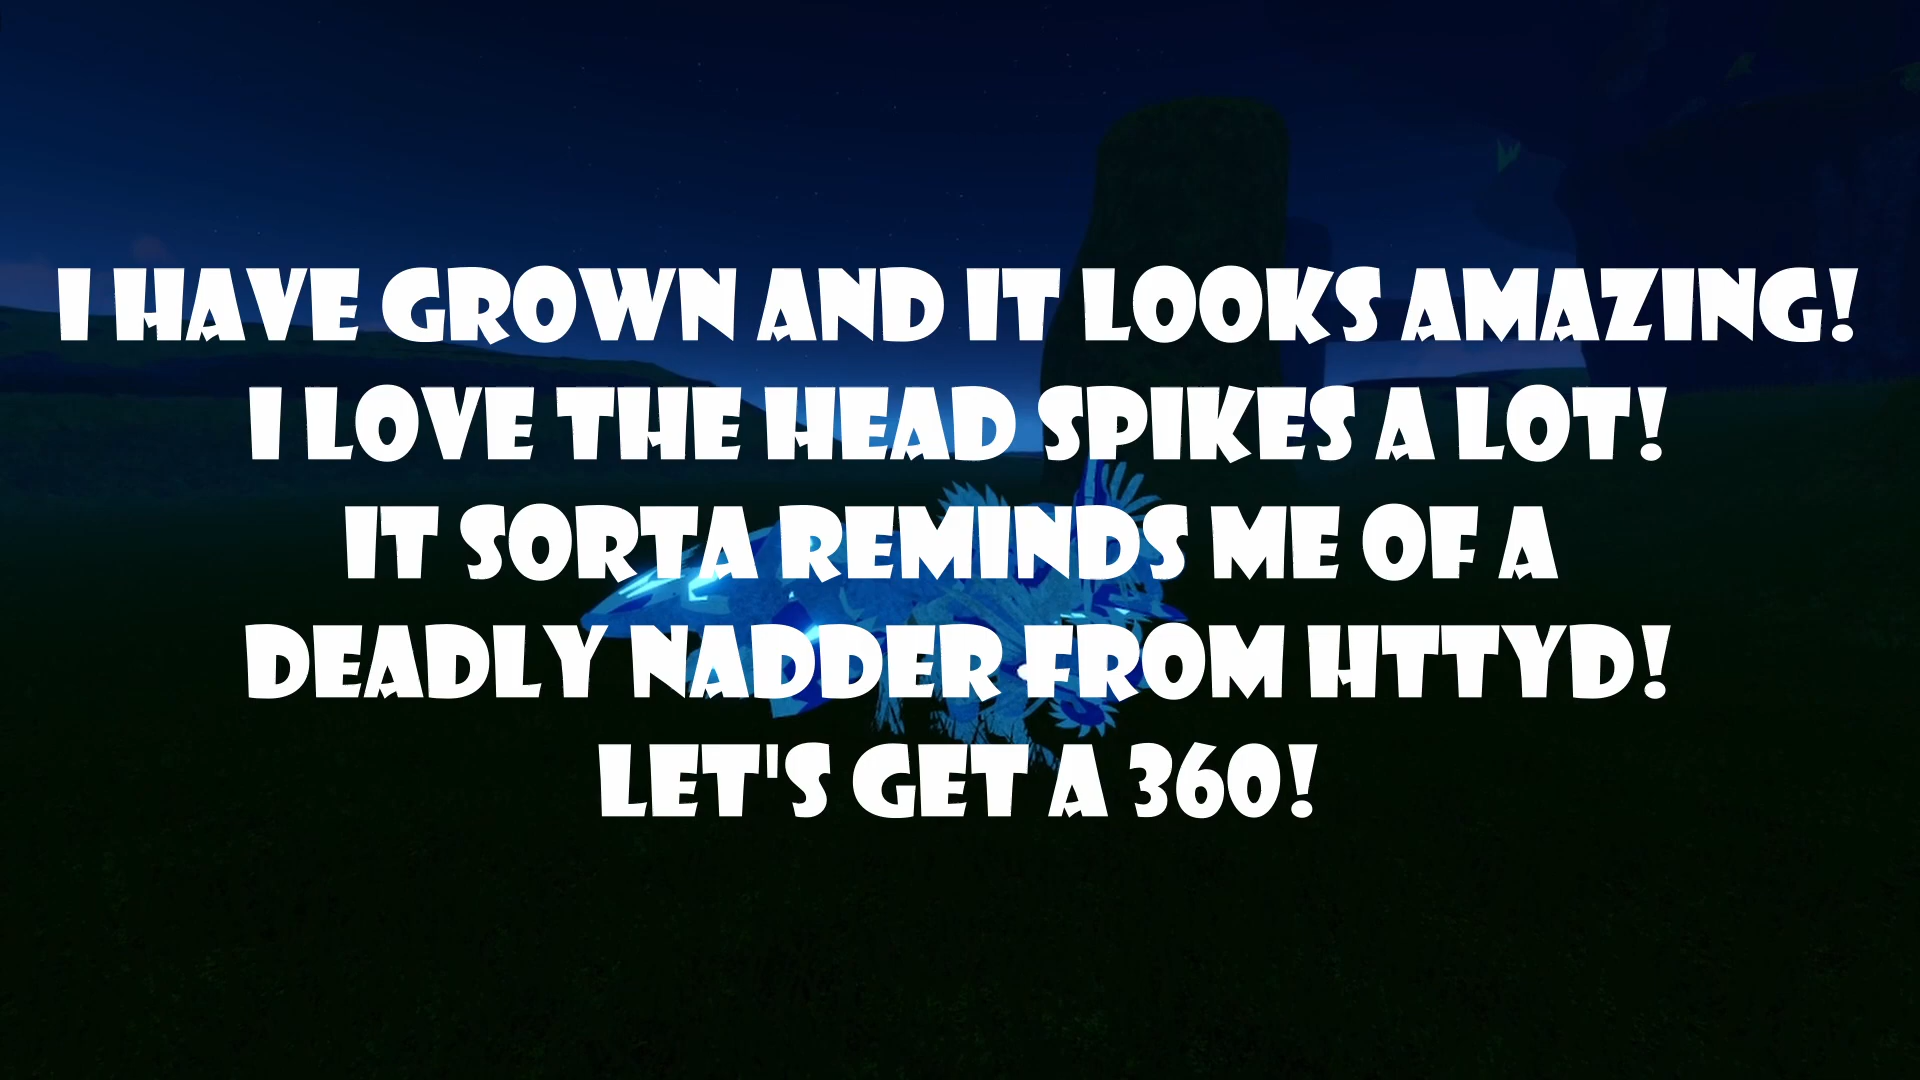 I HAVE GROWN AND IT LOOKS AMAZING!
I LOVE THE HEAD SPIKES A LOT!
IT SORTA REMINDS ME OF A
DEADLY NADDER FROM HTTYD!
LET'S GET A 360!